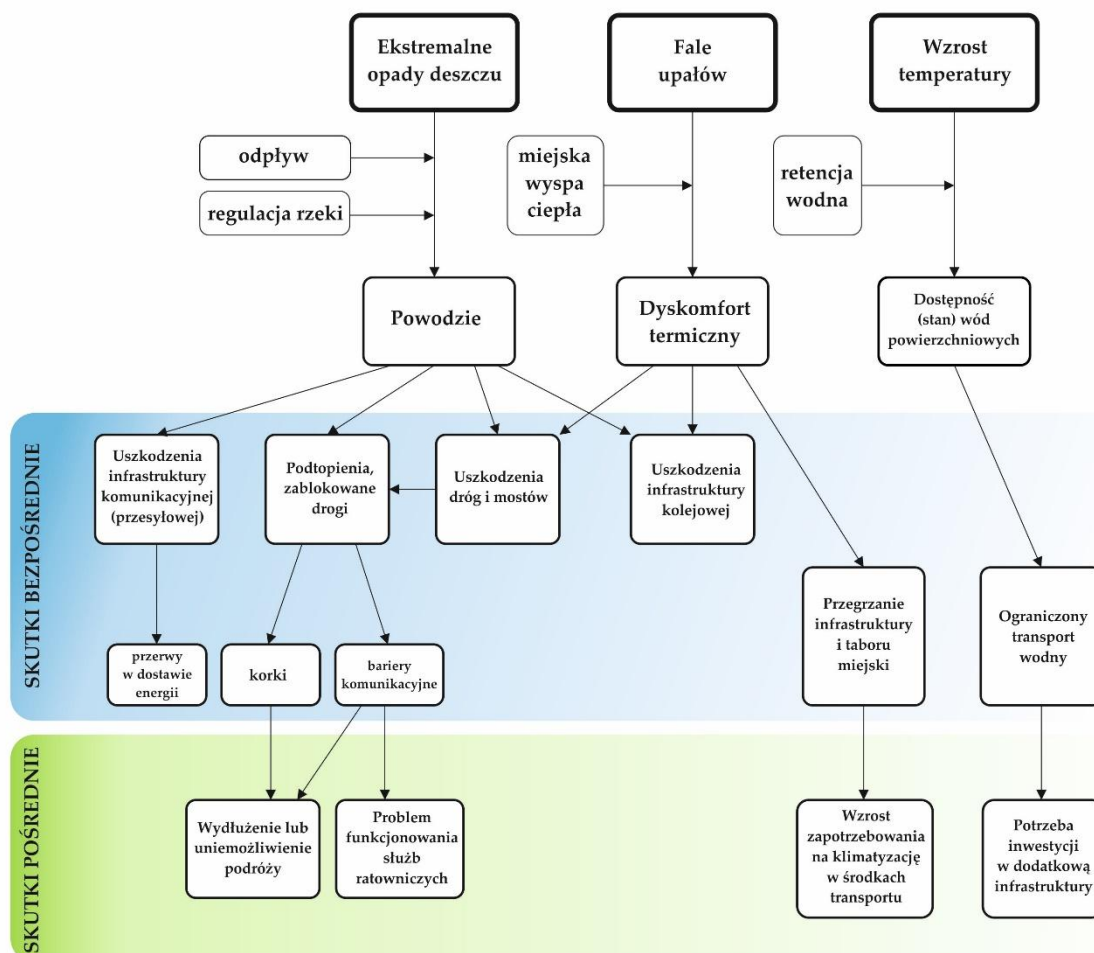 Ekstremalne
opady deszczu
Fale
upałów
Wzrost
temperatury
odpływ
regulacja rzeki
miejska
wyspa
ciepła
retencja
wodna
Powodzie
Dyskomfort
termiczny
Dostępność
(stan) wód
powierzchniowych
SKUTKI BEZPOŚREDNIE
Uszkodzenia
infrastruktury
komunikacyjnej
(przesyłowej)
Podtopienia,
zablokowane
drogi
Uszkodzenia
dróg i mostów
Uszkodzenia
infrastruktury
kolejowej
Przegrzanie
infrastruktury
i taboru
miejski
Ograniczony
transport
wodny
przerwy
w dostawie
energii
korki
bariery
komunikacyjne
SKUTKI POŚREDNIE
Wydłużenie lub
uniemożliwienie
podróży
Problem
funkcjonowania
służb
ratowniczych
Wzrost
zapotrzebowania
na klimatyzację
w środkach
transportu
Potrzeba
inwestycji
w dodatkową
infrastruktury